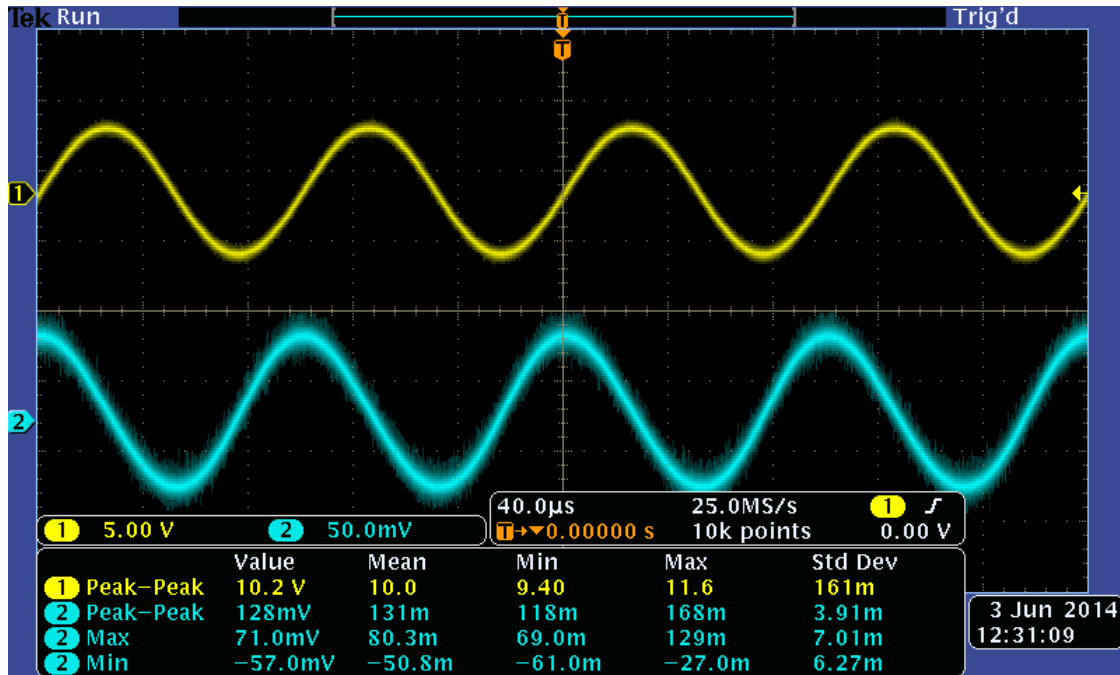 Tek Run T Trig'd
T
1
2
1 5.00 V 2 50.0mV
40.0µs 25.0MS/s 1
T→▼0.00000 s 10k points 0.00 V
Value Mean Min Max Std Dev
1 Peak-Peak 10.2 V 10.0 9.40 11.6 161m
2 Peak-Peak 128mV 131m 118m 168m 3.91m
2 Max 71.0mV 80.3m 69.0m 129m 7.01m
2 Min −57.0mV −50.8m −61.0m −27.0m 6.27m
3 Jun 2014
12:31:09